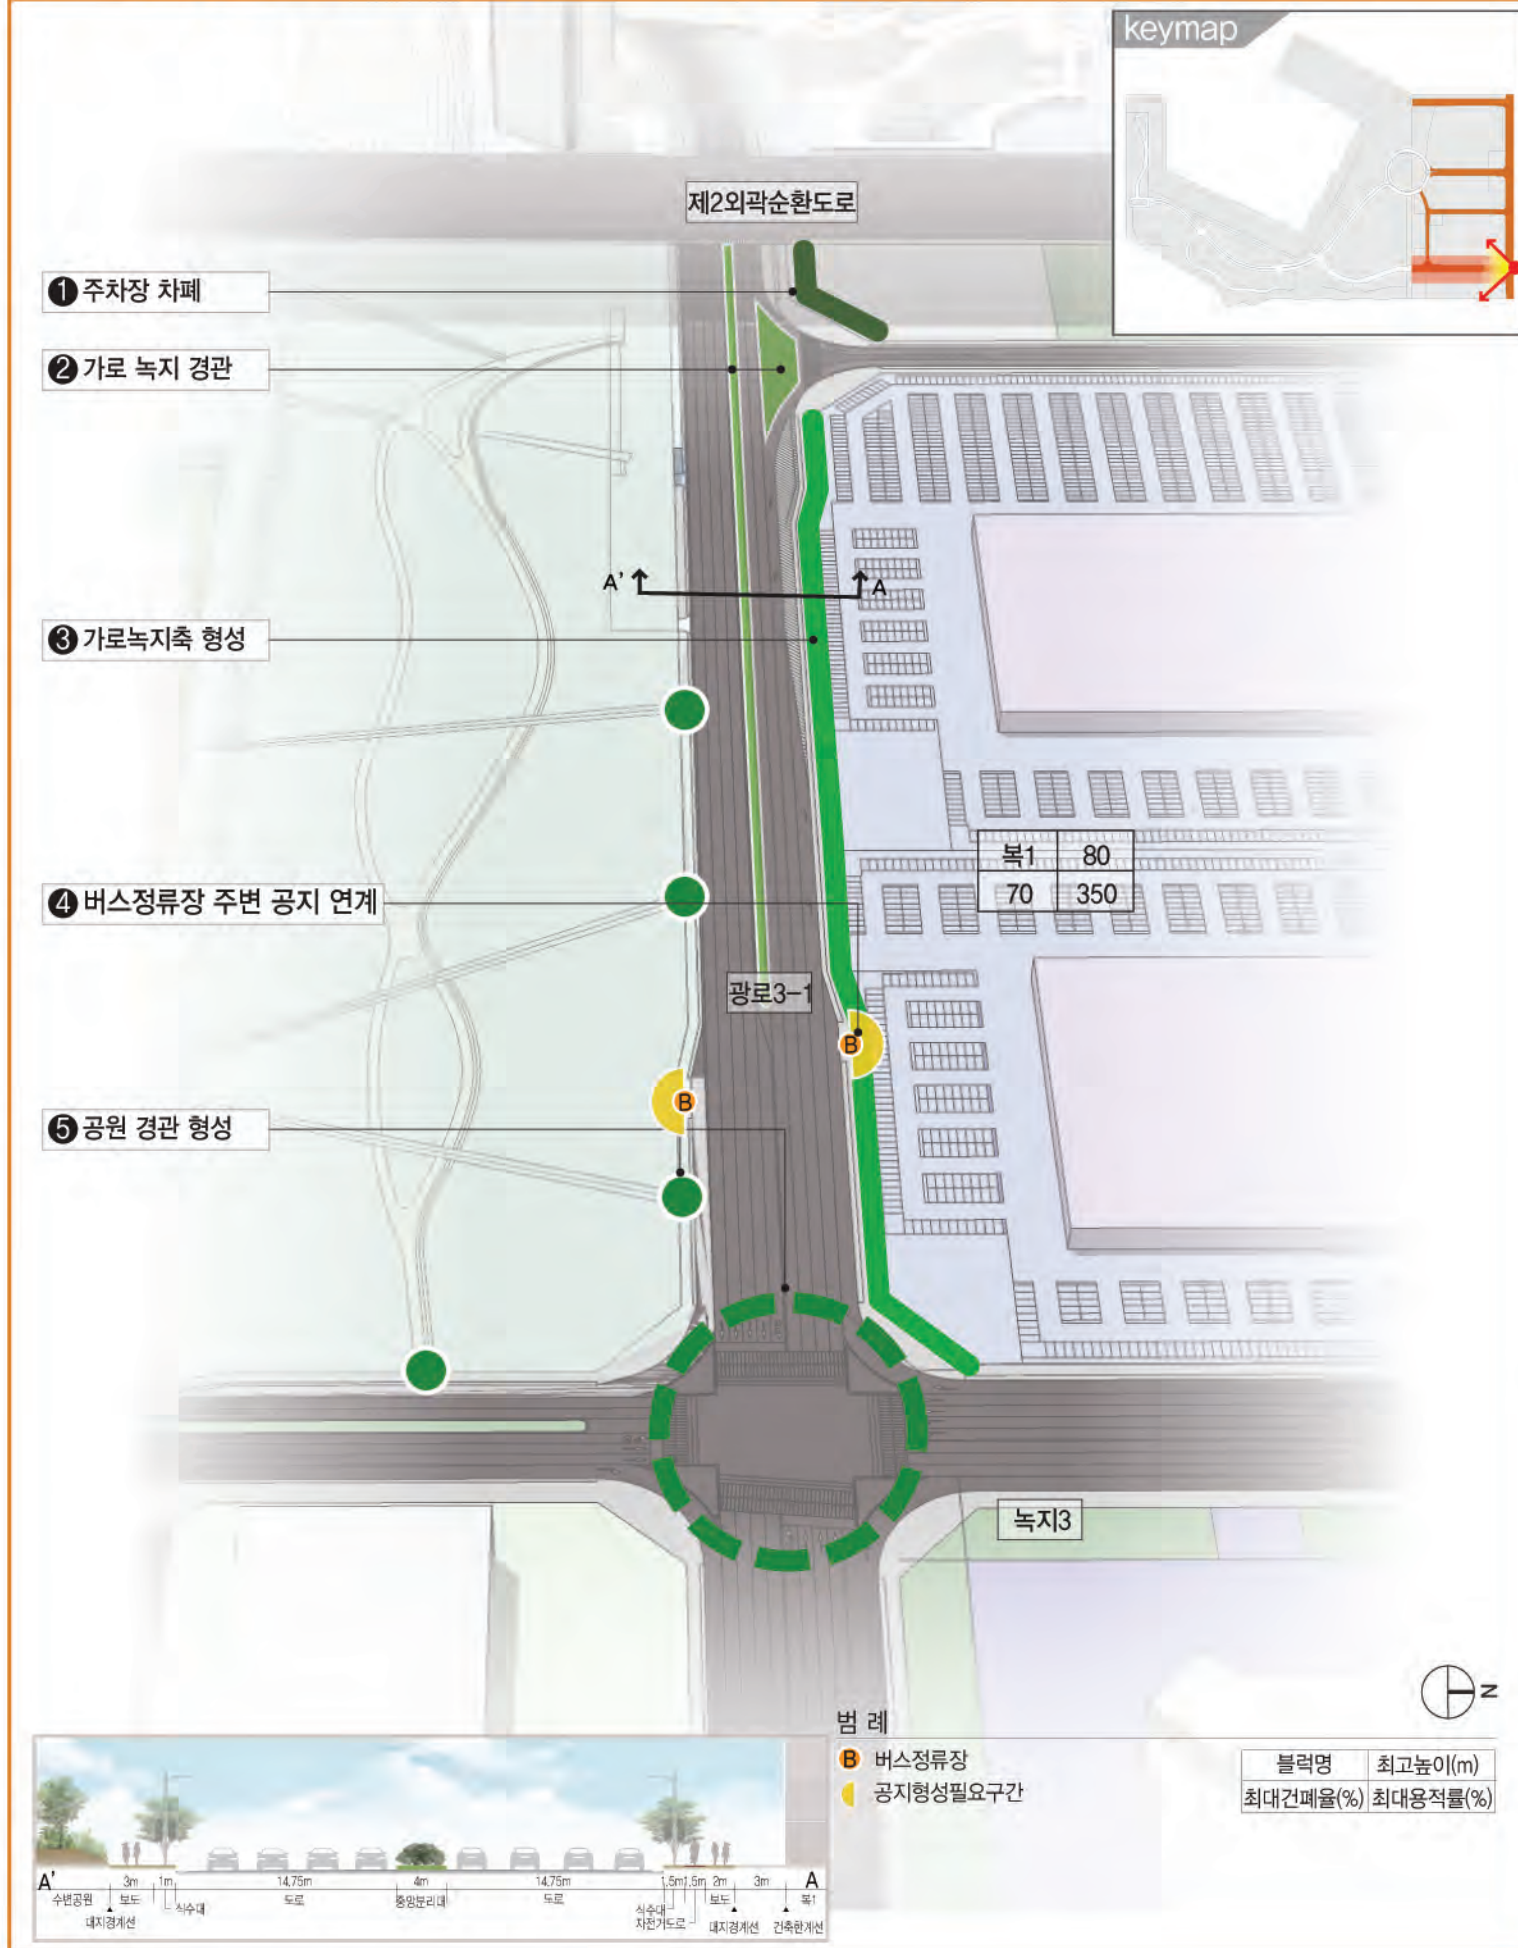 keymap
제2외곽순환도로
❶ 주차장 차폐
❷ 가로 녹지 경관
A' A
❸ 가로녹지축 형성
복1 80
70 350
❹ 버스정류장 주변 공지 연계
광로3-1
B
B
❺ 공원 경관 형성
녹지3
N
범 례
B 버스정류장
공지형성필요구간
블럭명 최고높이(m)
최대건폐율(%) 최대용적률(%)
A' 3m 1m 14.75m 4m 14.75m 1.5m 1.5m 2m 3m A
수변공원 보도 식수대 도로 중앙분리대 도로 식수대 보도 복1
대지경계선 자전거도로 대지경계선 건축한계선